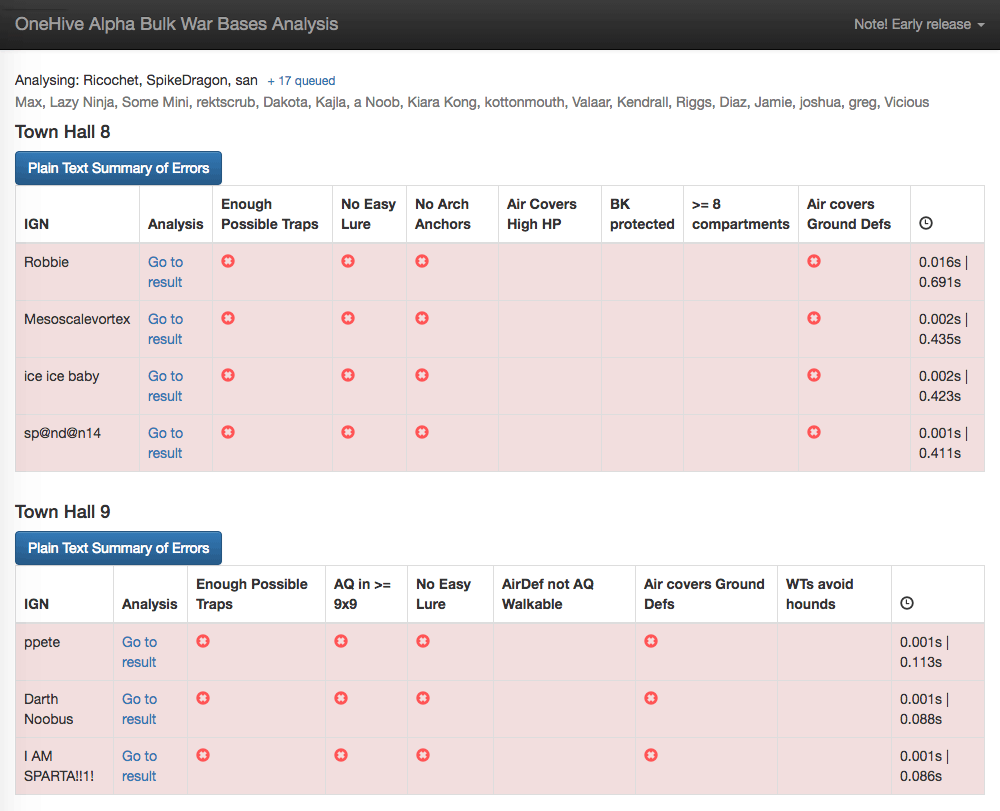 OneHive Alpha Bulk War Bases Analysis Note! Early release
Analysing: Ricochet, SpikeDragon, san + 17 queued
Max, Lazy Ninja, Some Mini, rektscrub, Dakota, Kajla, a Noob, Kiara Kong, kottonmouth, Valaar, Kendrall, Riggs, Diaz, Jamie, joshua, greg, Vicious
Town Hall 8
Plain Text Summary of Errors
Enough No Easy No Arch Air Covers BK >= 8 Air covers
IGN Analysis Possible Traps Lure Anchors High HP protected compartments Ground Defs
Robbie Go to 0.016s |
result 0.691s
Mesoscalevortex Go to 0.002s |
result 0.435s
ice ice baby Go to 0.002s |
result 0.423s
sp@nd@n14 Go to 0.001s |
result 0.411s
Town Hall 9
Plain Text Summary of Errors
Enough Possible AQ in >= No Easy AirDef not AQ Air covers Ground WTs avoid
IGN Analysis Traps 9x9 Lure Walkable Defs hounds
ppete Go to 0.001s |
result 0.113s
Darth Go to 0.001s |
Noobus result 0.088s
I AM Go to 0.001s |
SPARTA!!1! result 0.086s